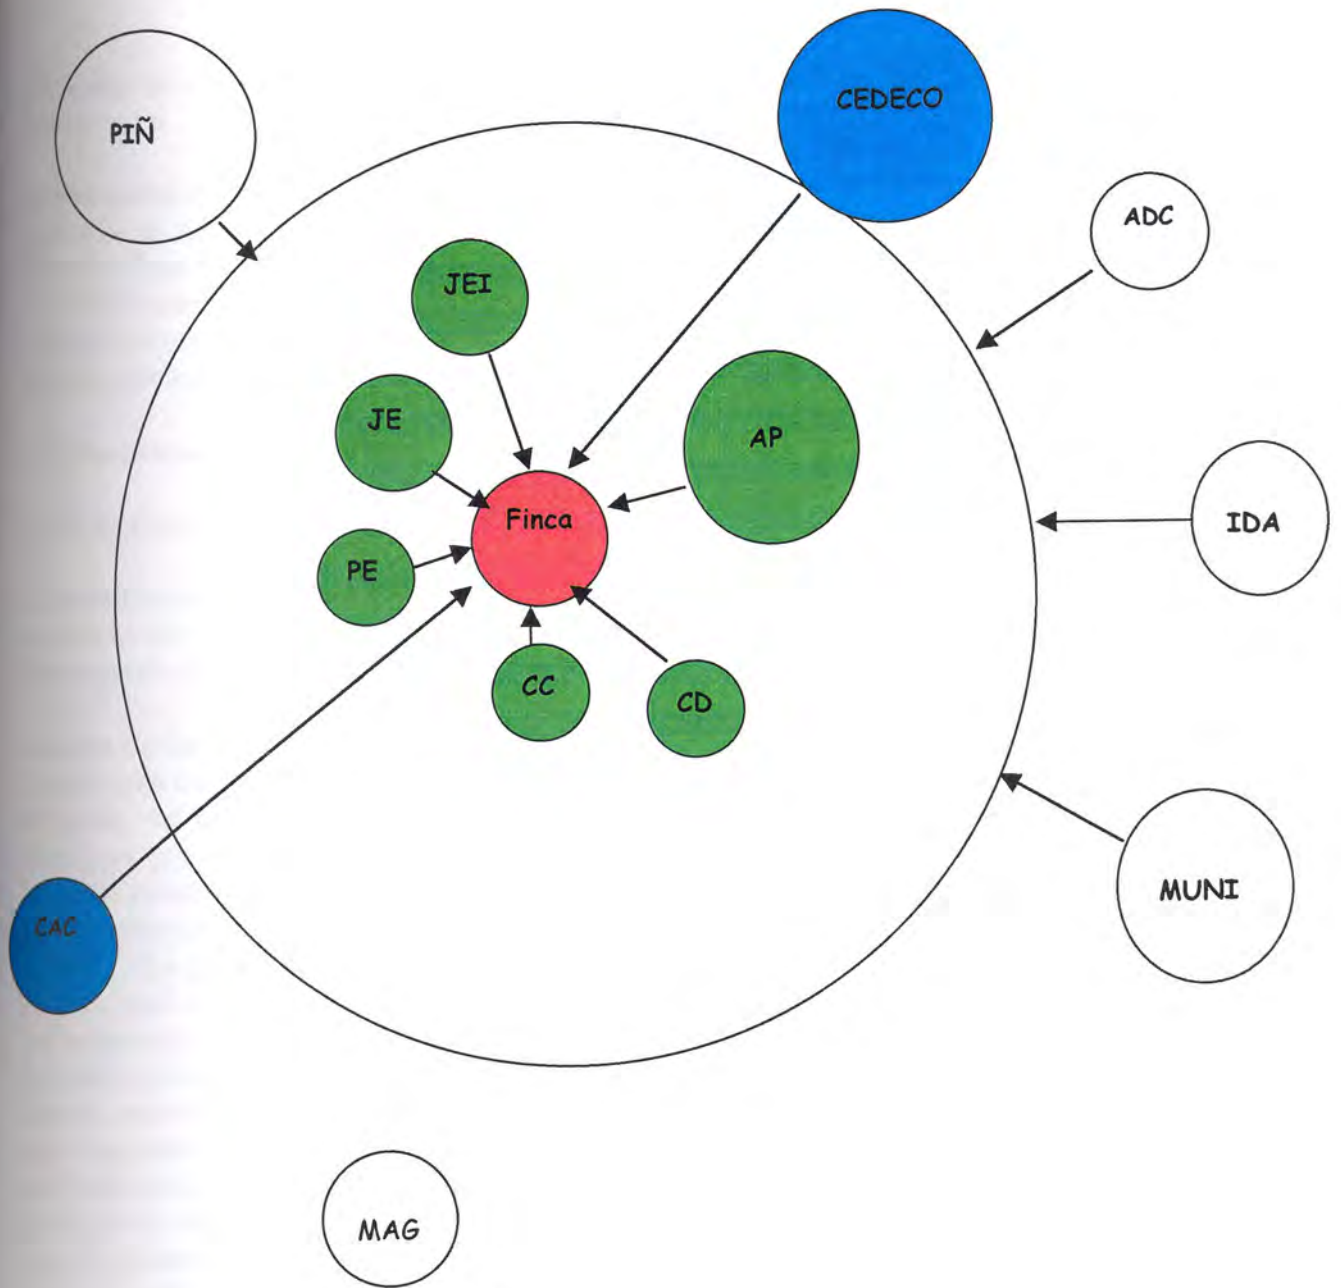 CEDECO
PIÑ
ADC
JEI
JE
AP
Finca
IDA
PE
CC
CD
MUNI
CAC
MAG